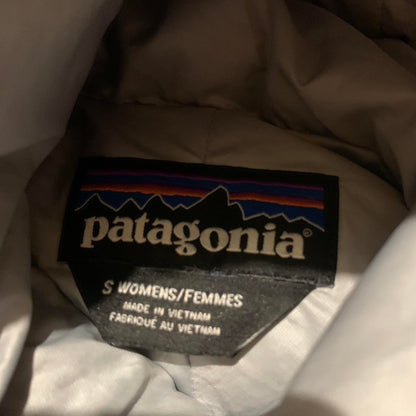 patagonia®
S WOMENS/FEMMES
MADE IN VIETNAM
FABRIQUÉ AU VIETNAM